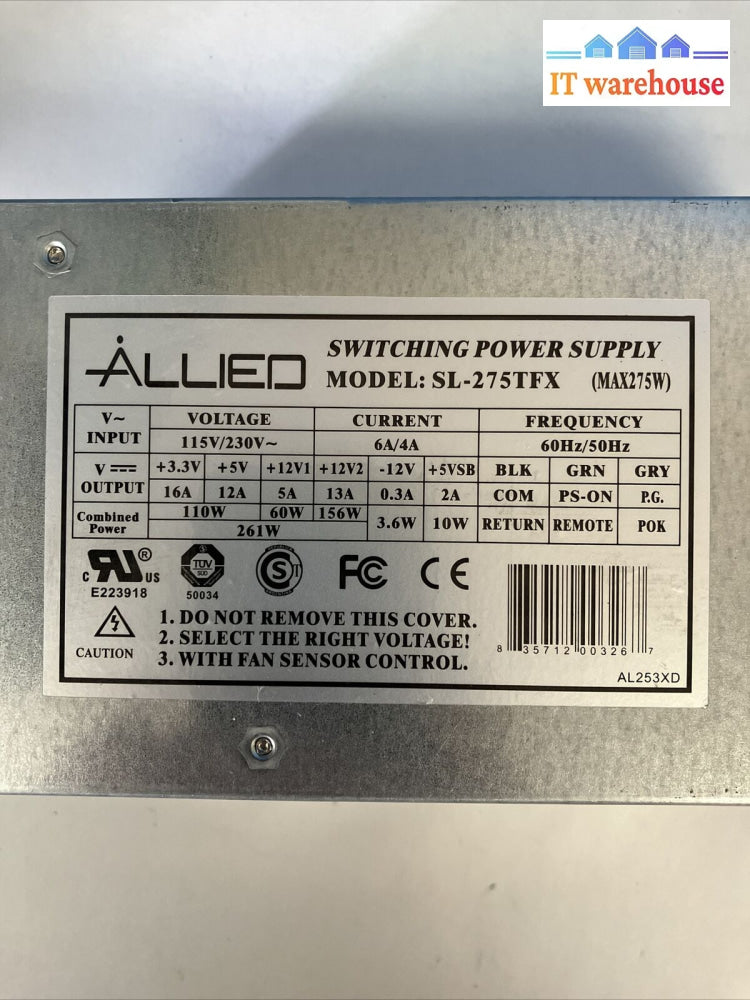 IT warehouse
ALLIED
SWITCHING POWER SUPPLY
MODEL: SL-275TFX (MAX275W)
V~ INPUT VOLTAGE CURRENT FREQUENCY
115V/230V~ 6A/4A 60Hz/50Hz
V⎓ OUTPUT +3.3V +5V +12V1 +12V2 -12V +5VSB BLK GRN GRY
16A 12A 5A 13A 0.3A 2A COM PS-ON P.G.
Combined Power 110W 60W 156W 3.6W 10W RETURN REMOTE POK
261W
c RU ® US
E223918
TUV
SUD
50034
S
FC CE
CAUTION
1. DO NOT REMOVE THIS COVER.
2. SELECT THE RIGHT VOLTAGE!
3. WITH FAN SENSOR CONTROL.
8 35712 00326 7
AL253XD